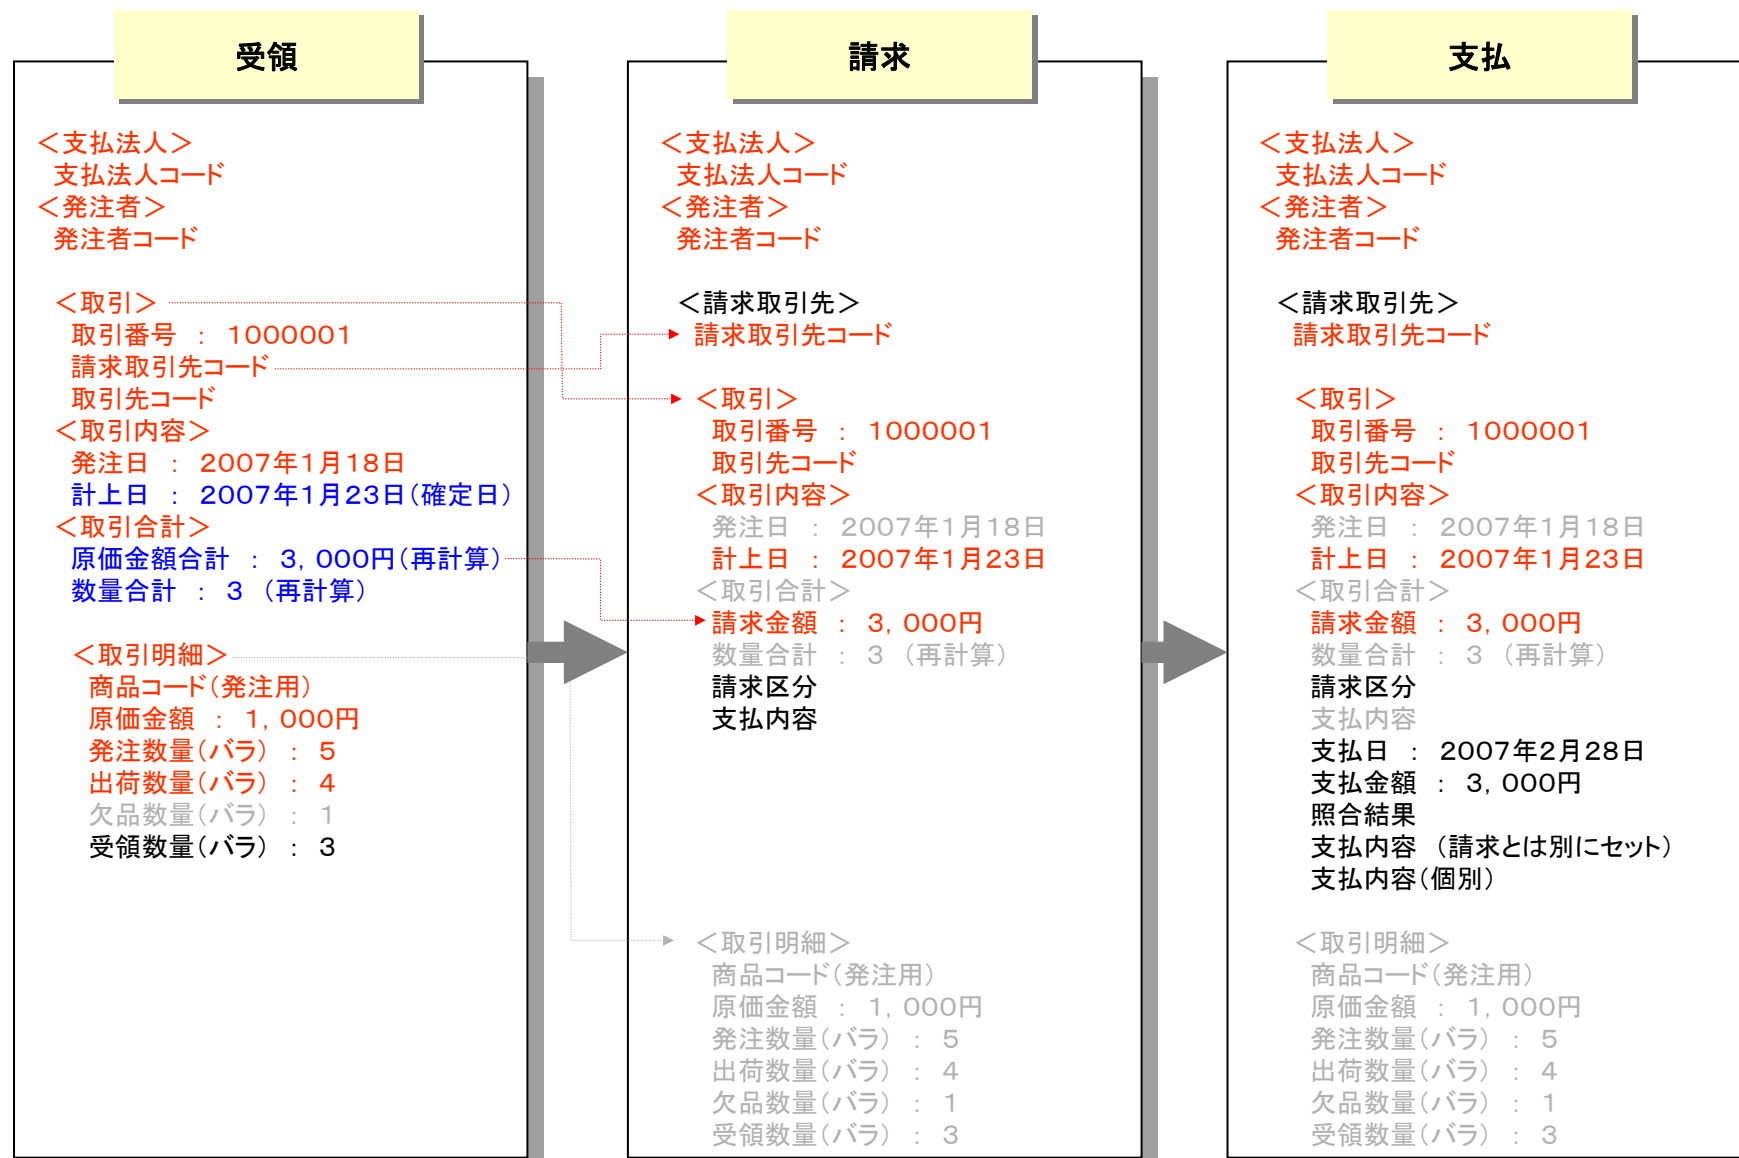 受領
＜支払法人＞
支払法人コード
＜発注者＞
発注者コード
＜取引＞
取引番号　：　１０００００１
請求取引先コード
取引先コード
＜取引内容＞
発注日　：　２００７年１月１８日
計上日　：　２００７年１月２３日（確定日）
＜取引合計＞
原価金額合計　：　３，０００円（再計算）
数量合計　：　３　（再計算）
＜取引明細＞
商品コード（発注用）
原価金額　：　１，０００円
発注数量（バラ）　：　５
出荷数量（バラ）　：　４
欠品数量（バラ）　：　１
受領数量（バラ）　：　３
請求
＜支払法人＞
支払法人コード
＜発注者＞
発注者コード
＜請求取引先＞
請求取引先コード
＜取引＞
取引番号　：　１０００００１
取引先コード
＜取引内容＞
発注日　：　２００７年１月１８日
計上日　：　２００７年１月２３日
＜取引合計＞
請求金額　：　３，０００円
数量合計　：　３　（再計算）
請求区分
支払内容
＜取引明細＞
商品コード（発注用）
原価金額　：　１，０００円
発注数量（バラ）　：　５
出荷数量（バラ）　：　４
欠品数量（バラ）　：　１
受領数量（バラ）　：　３
支払
＜支払法人＞
支払法人コード
＜発注者＞
発注者コード
＜請求取引先＞
請求取引先コード
＜取引＞
取引番号　：　１０００００１
取引先コード
＜取引内容＞
発注日　：　２００７年１月１８日
計上日　：　２００７年１月２３日
＜取引合計＞
請求金額　：　３，０００円
数量合計　：　３　（再計算）
請求区分
支払内容
支払日　：　２００７年２月２８日
支払金額　：　３，０００円
照合結果
支払内容　（請求とは別にセット）
支払内容（個別）
＜取引明細＞
商品コード（発注用）
原価金額　：　１，０００円
発注数量（バラ）　：　５
出荷数量（バラ）　：　４
欠品数量（バラ）　：　１
受領数量（バラ）　：　３